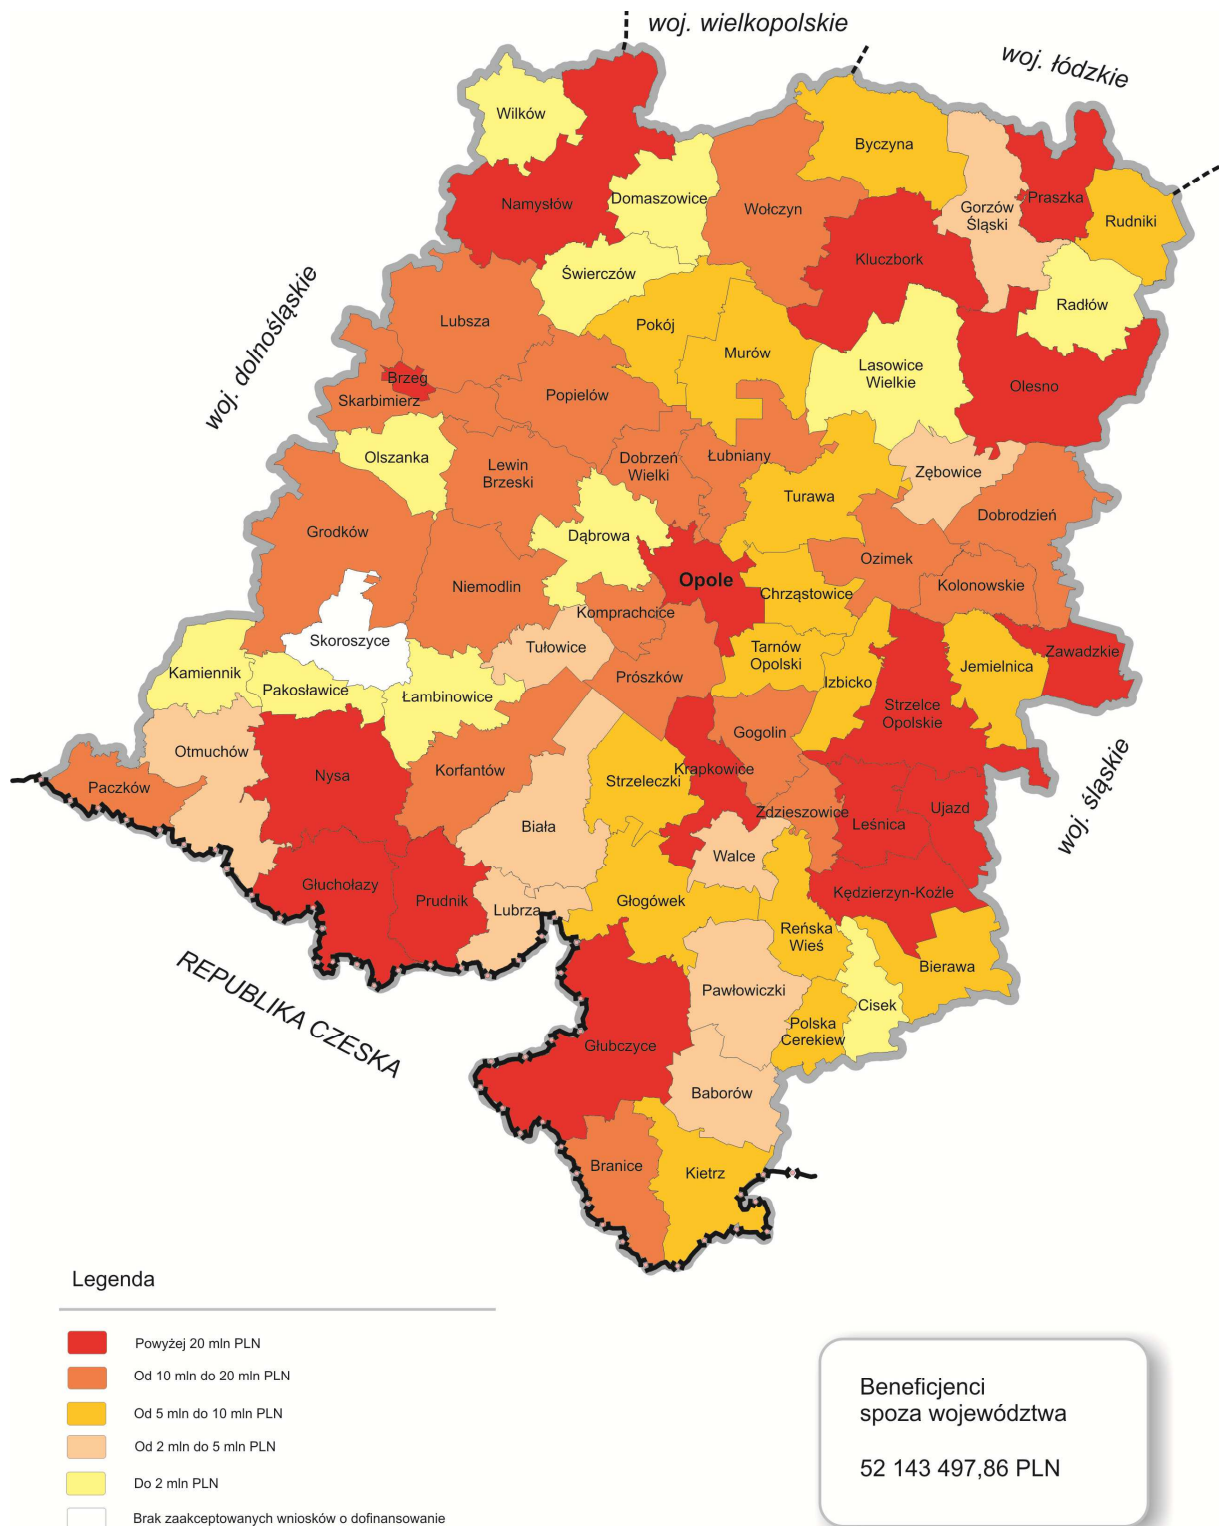 woj. wielkopolskie
woj. łódzkie
Wilków
Byczyna
Namysłów
Domaszowice
Wołczyn
Gorzów
Śląski
Praszka
Rudniki
Kluczbork
Świerczów
Radłów
woj. dolnośląskie
Lubsza
Pokój
Murów
Lasowice
Wielkie
Olesno
Brzeg
Skarbimierz
Popielów
Olszanka
Lewin
Brzeski
Dobrzeń
Wielki
Łubniany
Zębowice
Turawa
Dobrodzień
Grodków
Dąbrowa
Ozimek
Niemodlin
Opole
Chrząstowice
Kolonowskie
Komprachcice
Skoroszyce
Tułowice
Tarnów
Opolski
Zawadzkie
Jemielnica
Kamiennik
Pakosławice
Łambinowice
Prószków
Izbicko
Strzelce
Opolskie
Otmuchów
Gogolin
Nysa
Korfantów
Krapkowice
Strzeleczki
Paczków
woj. śląskie
Zdzieszowice
Ujazd
Leśnica
Biała
Walce
Głuchołazy
Prudnik
Lubrza
Głogówek
Kędzierzyn-Koźle
Reńska
Wieś
Bierawa
REPUBLIKA CZESKA
Pawłowiczki
Cisek
Polska
Cerekiew
Głubczyce
Baborów
Branice
Kietrz
Legenda
Powyżej 20 mln PLN
Od 10 mln do 20 mln PLN
Od 5 mln do 10 mln PLN
Od 2 mln do 5 mln PLN
Do 2 mln PLN
Brak zaakceptowanych wniosków o dofinansowanie
Beneficjenci
spoza województwa
52 143 497,86 PLN